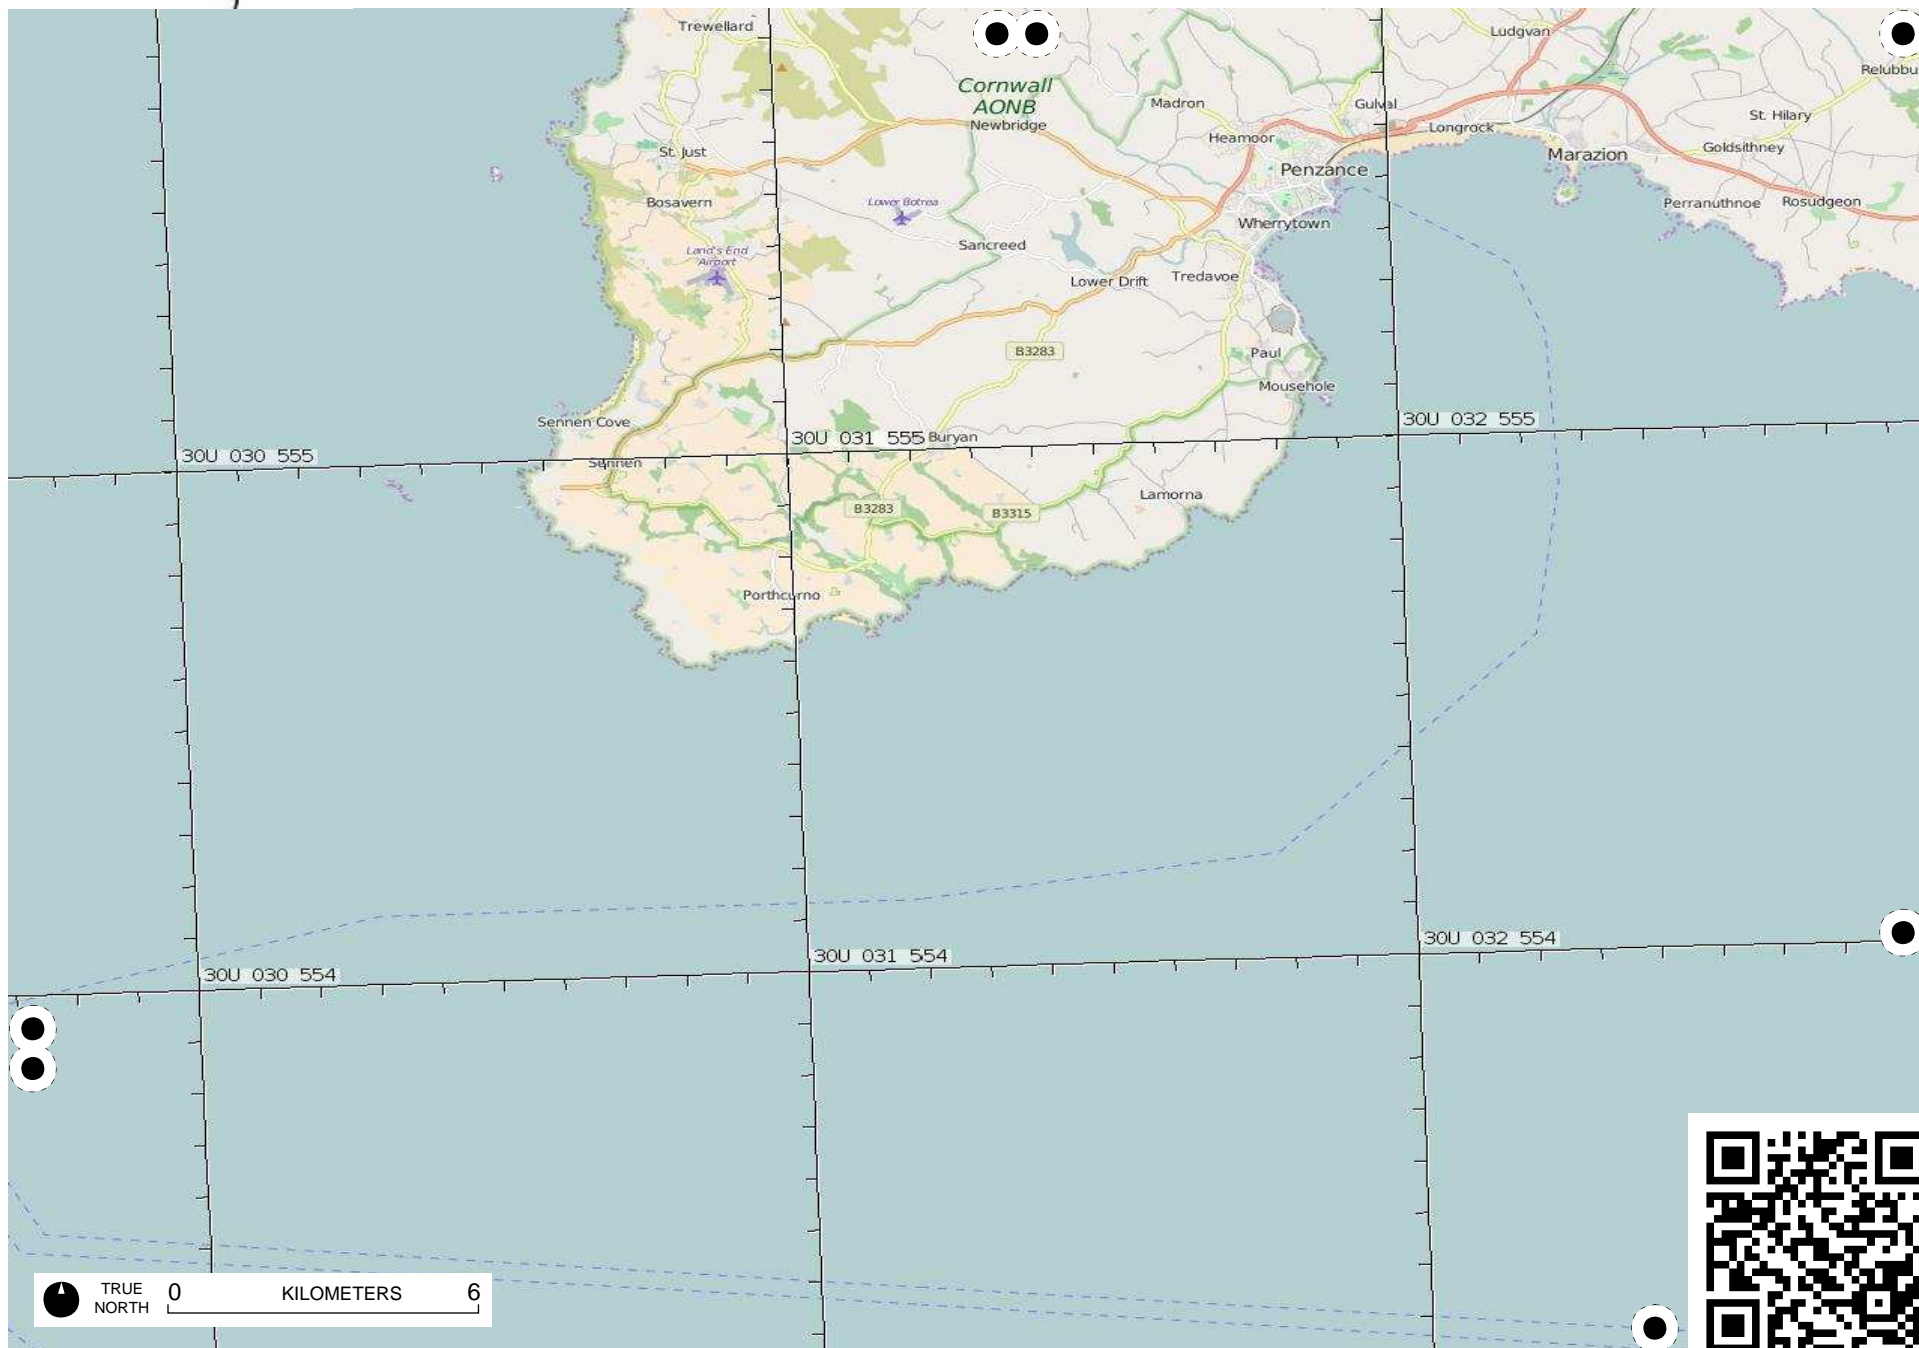 Trewellard
Ludgvan
Relubbu
Cornwall
AONB
Newbridge
Madron
Gulval
Longrock
St. Hilary
Heamoor
Goldsithney
St. Just
Marazion
Penzance
Bosavern
Lower Botrea
Perranuthnoe
Rosudgeon
Wherrytown
Sancreed
Land's End
Airport
Tredavoe
Lower Drift
B3283
Paul
Mousehole
Sennen Cove
30U 032 555
30U 031 555
Buryan
30U 030 555
Sennen
Lamorna
B3283
B3315
Porthcurno
30U 032 554
30U 031 554
30U 030 554
TRUE
NORTH
0 KILOMETERS 6